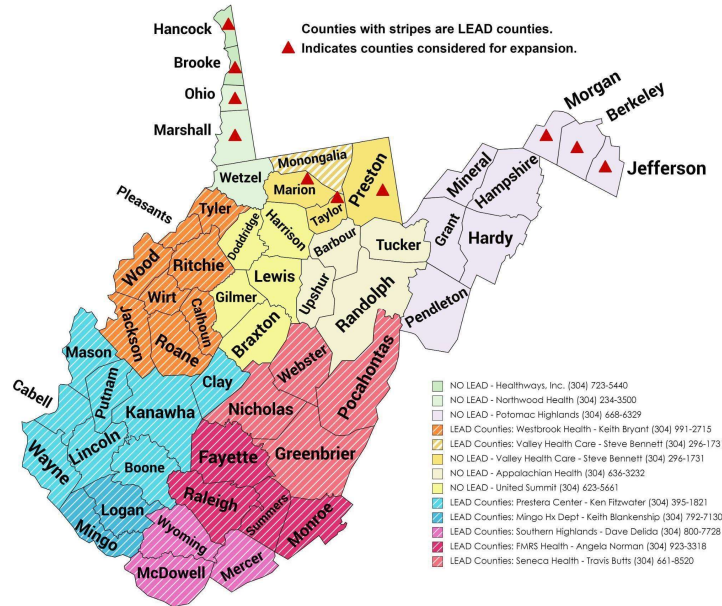 Counties with stripes are LEAD counties.
Indicates counties considered for expansion.
Hancock
Brooke
Ohio
Marshall
Wetzel
Monongalia
Marion
Preston
Taylor
Morgan
Berkeley
Jefferson
Mineral
Hampshire
Grant
Hardy
Pendleton
Pleasants
Tyler
Doddridge
Harrison
Barbour
Tucker
Wood
Ritchie
Lewis
Upshur
Randolph
Wirt
Calhoun
Gilmer
Braxton
Jackson
Roane
Webster
Pocahontas
Mason
Putnam
Clay
Cabell
Kanawha
Nicholas
Greenbrier
Wayne
Lincoln
Boone
Fayette
Logan
Raleigh
Summers
Monroe
Mingo
Wyoming
McDowell
Mercer
NO LEAD - Healthways, Inc. (304) 723-5440
NO LEAD - Northwood Health (304) 234-3500
NO LEAD - Potomac Highlands (304) 668-6329
LEAD Counties: Westbrook Health - Keith Bryant (304) 991-2715
LEAD Counties: Valley Health Care - Steve Bennett (304) 296-173
NO LEAD - Valley Health Care - Steve Bennett (304) 296-1731
NO LEAD - Appalachian Health (304) 636-3232
NO LEAD - United Summit (304) 623-5661
LEAD Counties: Prestera Center - Ken Fitzwater (304) 395-1821
LEAD Counties: Mingo Hx Dept - Keith Blankenship (304) 792-7130
LEAD Counties: Southern Highlands - Dave Delida (304) 800-7728
LEAD Counties: FMRS Health - Angela Norman (304) 923-3318
LEAD Counties: Seneca Health - Travis Butts (304) 661-8520